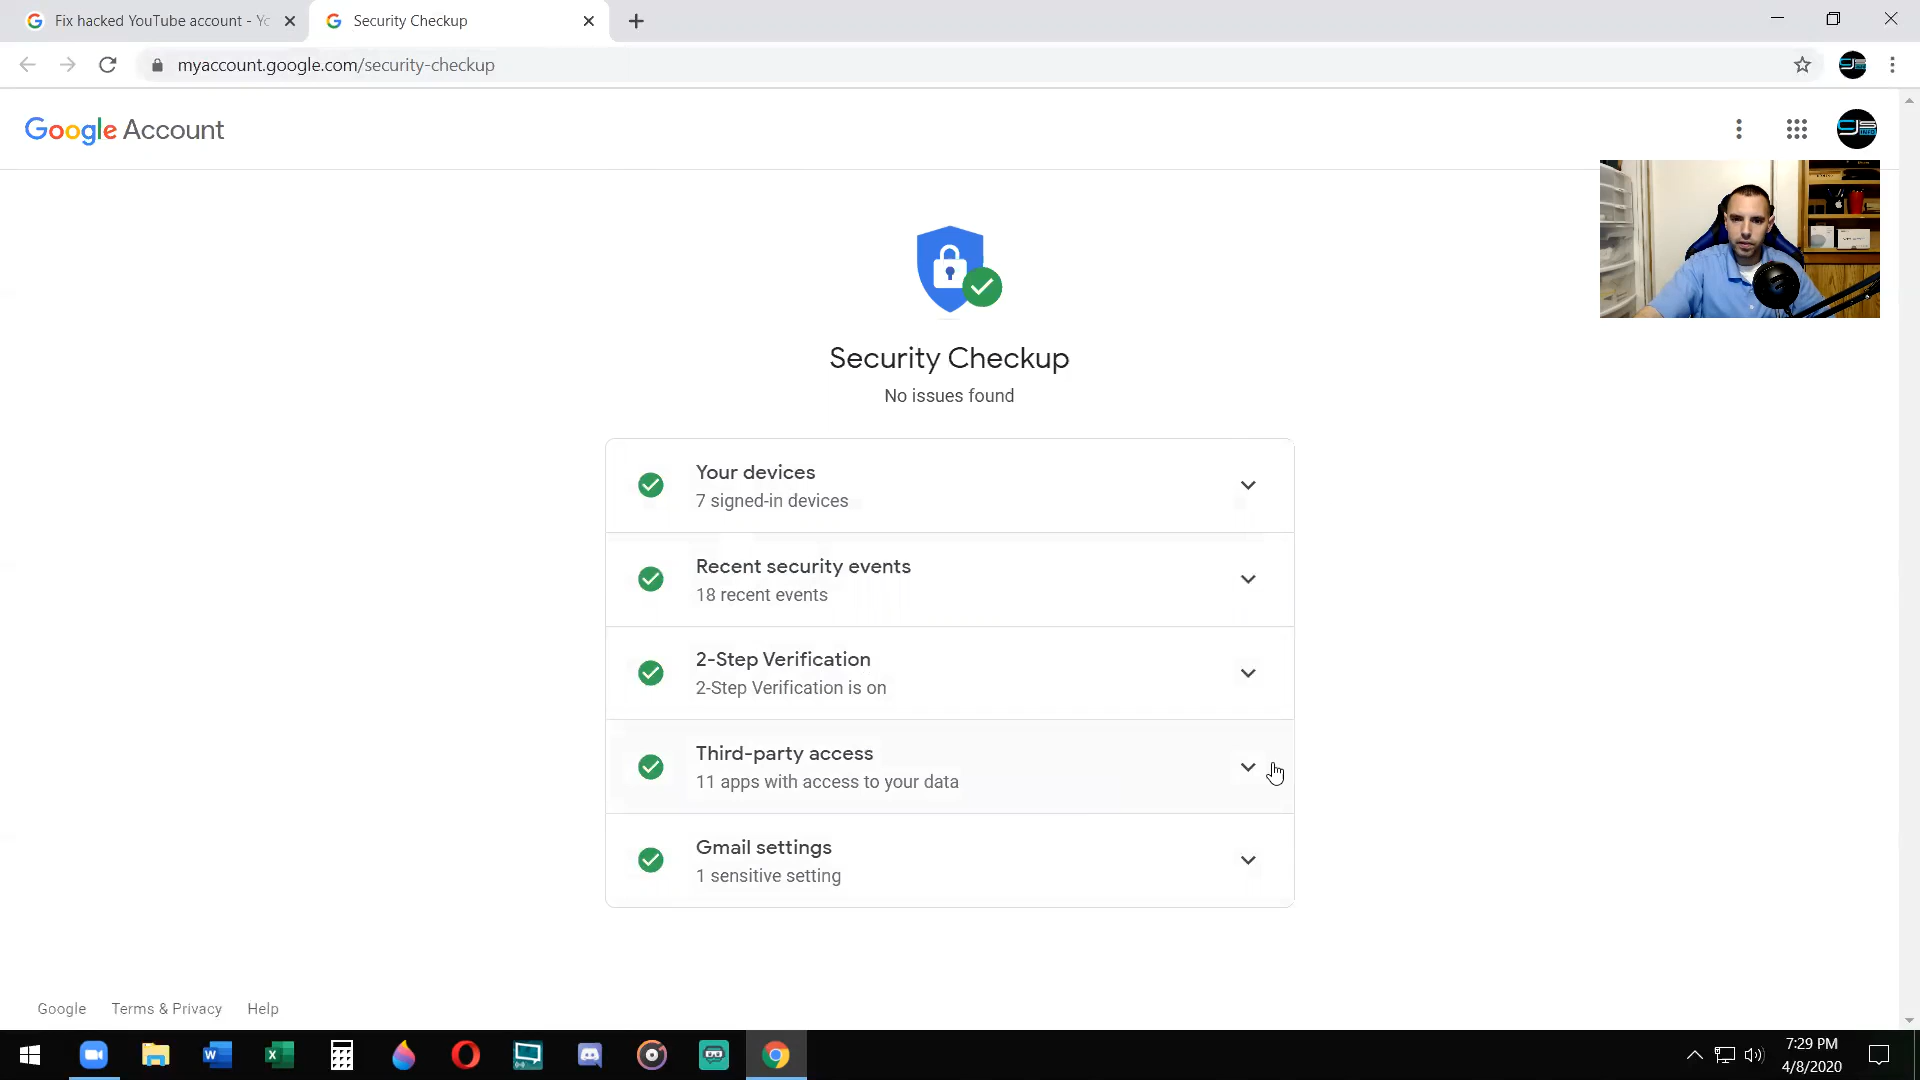 Fix hacked YouTube account - Yo
Security Checkup
myaccount.google.com/security-checkup
Google Account
CJS
INFO
Security Checkup
No issues found
Your devices
7 signed-in devices
Recent security events
18 recent events
2-Step Verification
2-Step Verification is on
Third-party access
11 apps with access to your data
Gmail settings
1 sensitive setting
Google
Terms & Privacy
Help
7:29 PM
4/8/2020